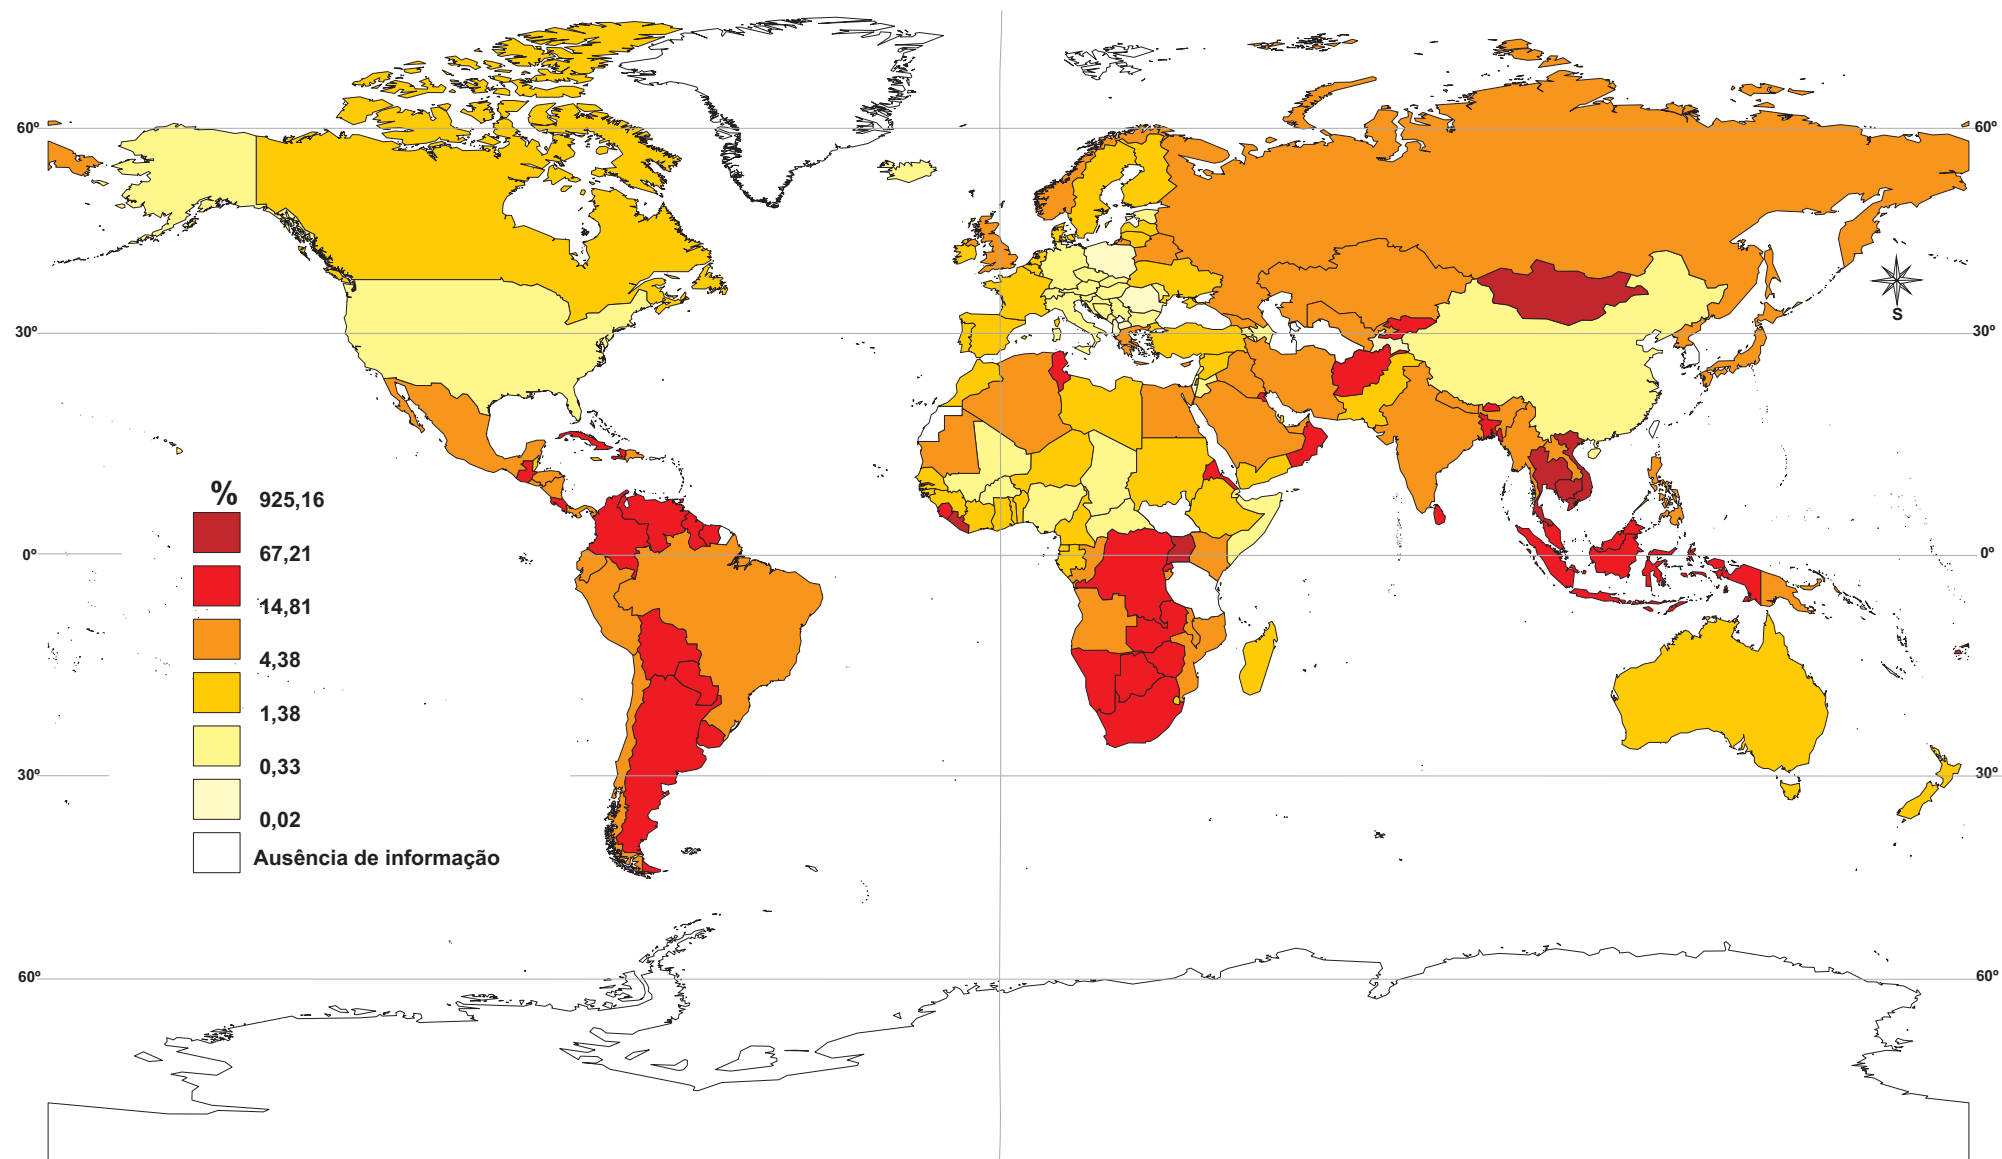 60º
60º
S
30º
30º
% 925,16
67,21
0º
0º
14,81
4,38
1,38
0,33
30º
30º
0,02
Ausência de informação
60º
60º